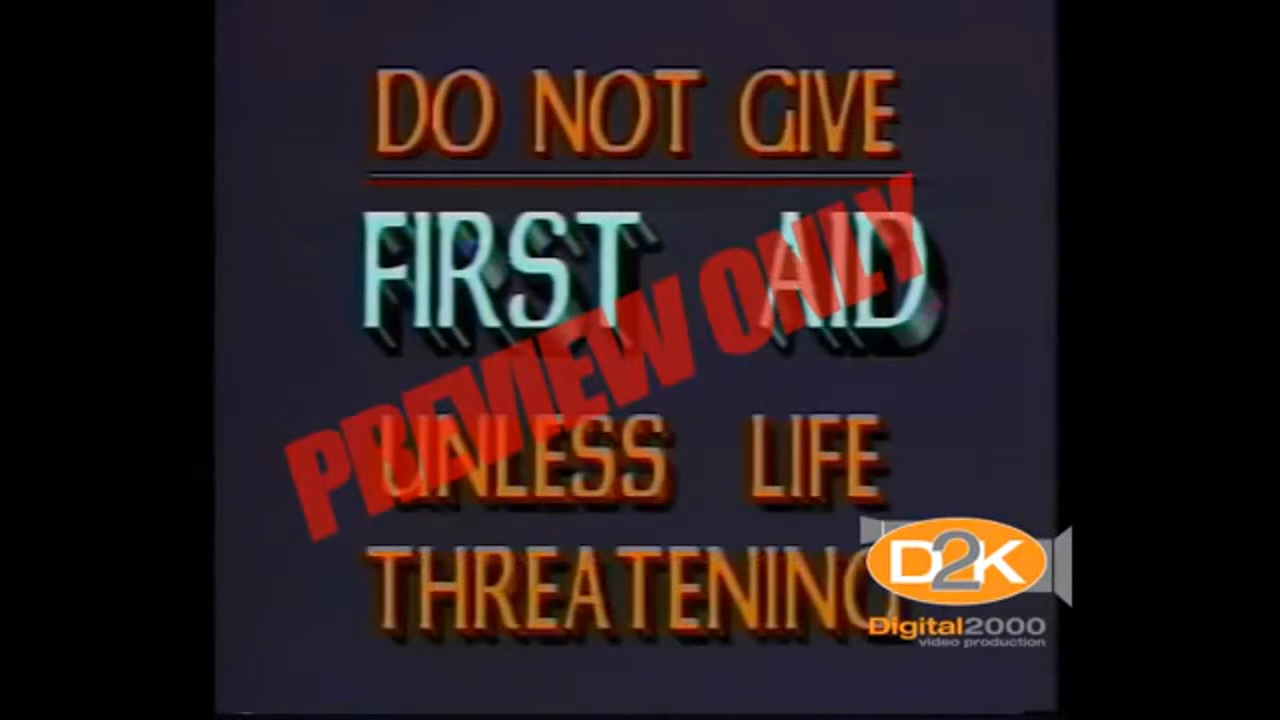 DO NOT GIVE
FIRST AID
PREVIEW ONLY
UNLESS LIFE
THREATENING
D2K
Digital2000
video production